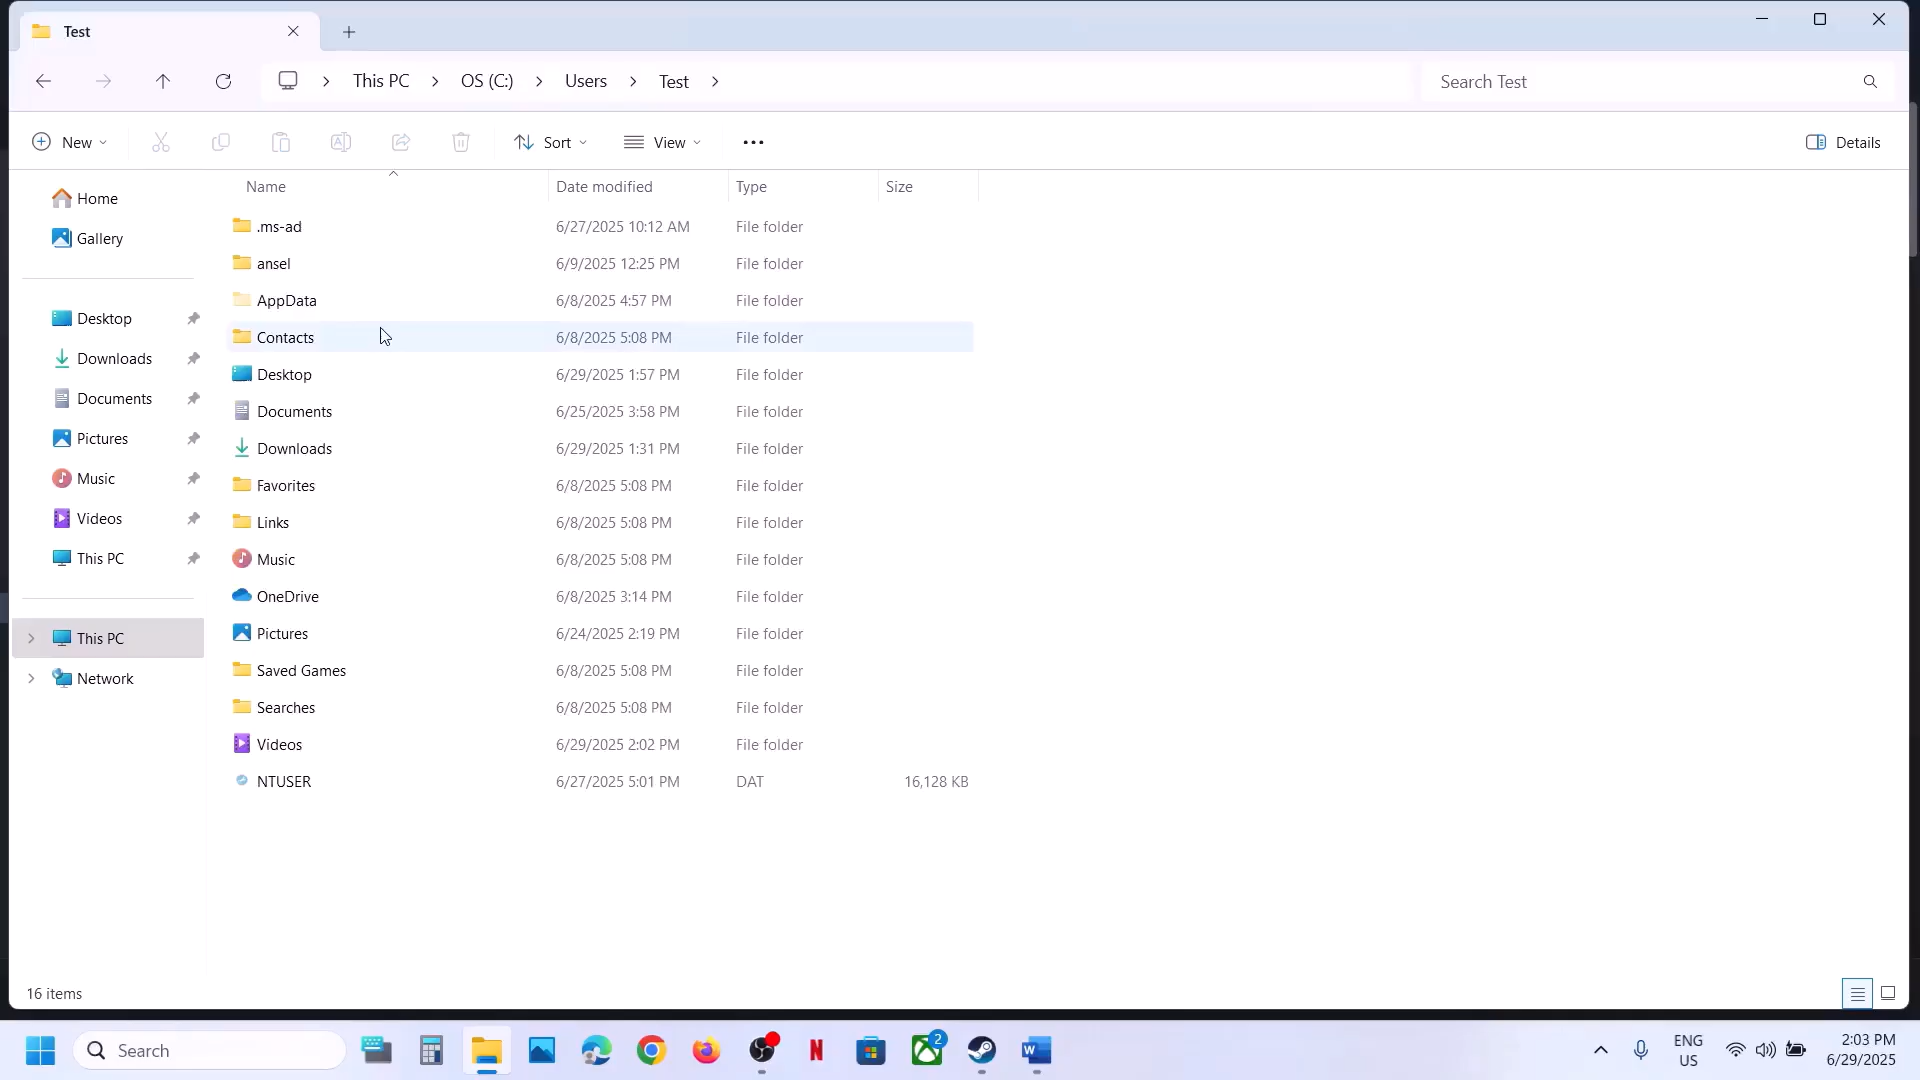 Test
This PC
OS (C:)
Users
Test
Search Test
New
Sort
View
Details
Name
Date modified
Type
Size
Home
Gallery
Desktop
Downloads
Documents
Pictures
Music
Videos
This PC
This PC
Network
.ms-ad 6/27/2025 10:12 AM File folder
ansel 6/9/2025 12:25 PM File folder
AppData 6/8/2025 4:57 PM File folder
Contacts 6/8/2025 5:08 PM File folder
Desktop 6/29/2025 1:57 PM File folder
Documents 6/25/2025 3:58 PM File folder
Downloads 6/29/2025 1:31 PM File folder
Favorites 6/8/2025 5:08 PM File folder
Links 6/8/2025 5:08 PM File folder
Music 6/8/2025 5:08 PM File folder
OneDrive 6/8/2025 3:14 PM File folder
Pictures 6/24/2025 2:19 PM File folder
Saved Games 6/8/2025 5:08 PM File folder
Searches 6/8/2025 5:08 PM File folder
Videos 6/29/2025 2:02 PM File folder
NTUSER 6/27/2025 5:01 PM DAT 16,128 KB
16 items
Search
2
ENG
US
2:03 PM
6/29/2025